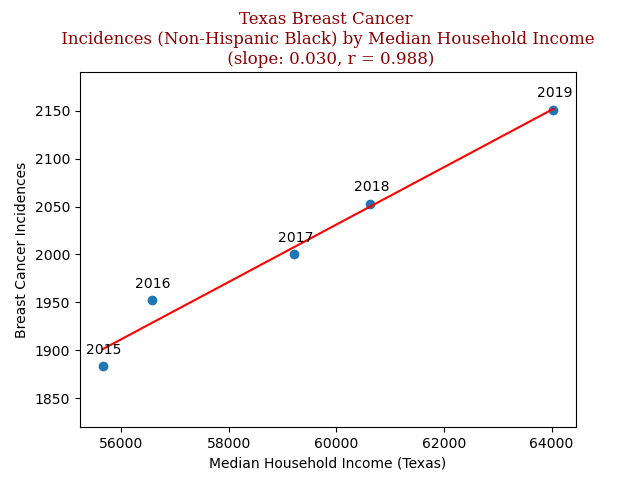 Texas Breast Cancer
Incidences (Non-Hispanic Black) by Median Household Income
(slope: 0.030, r = 0.988)
2150
2100
2050
2000
1950
1900
1850
Breast Cancer Incidences
2019
2018
2017
2016
2015
56000 58000 60000 62000 64000
Median Household Income (Texas)